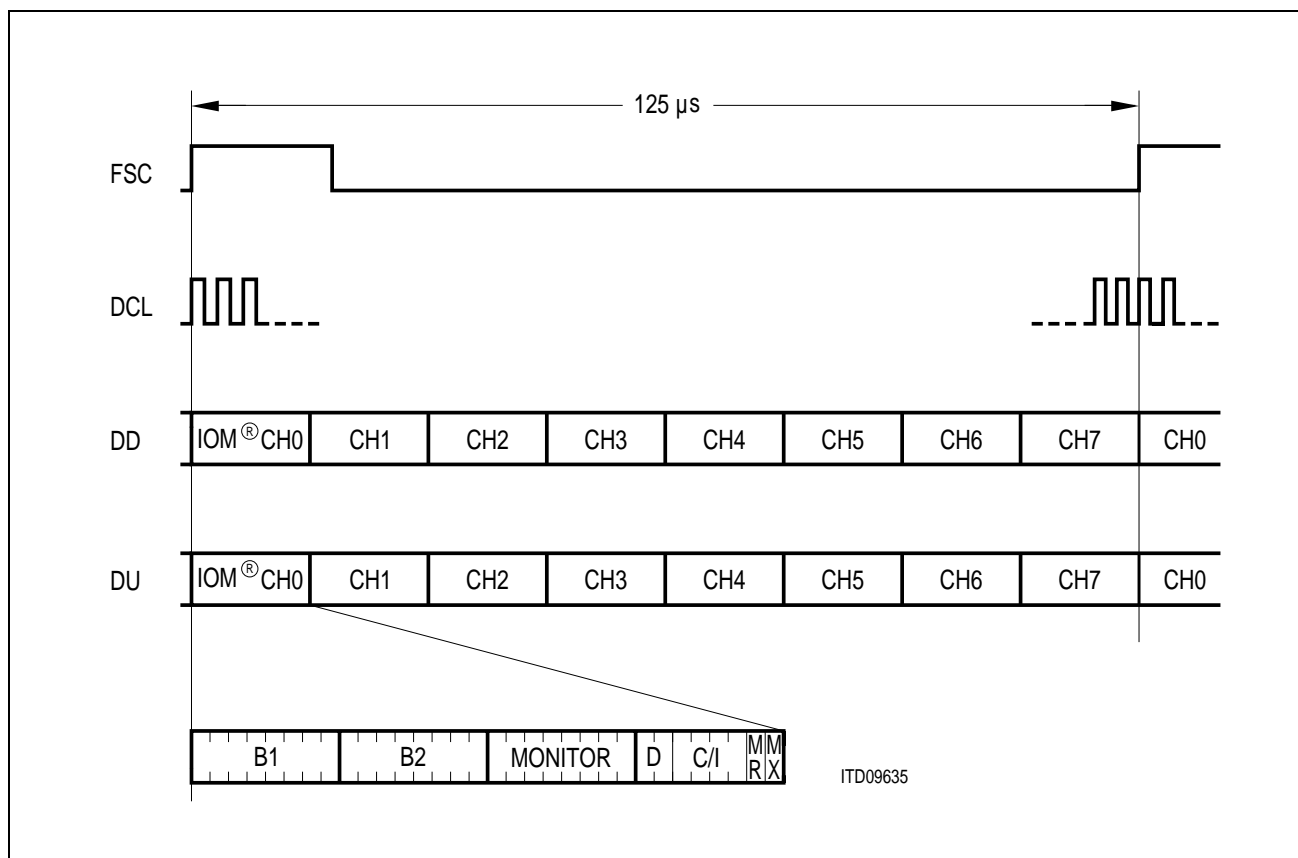 125 µs
FSC
DCL
DD IOM® CH0 CH1 CH2 CH3 CH4 CH5 CH6 CH7 CH0
DU IOM® CH0 CH1 CH2 CH3 CH4 CH5 CH6 CH7 CH0
B1 B2 MONITOR D C/I MR MX
ITD09635